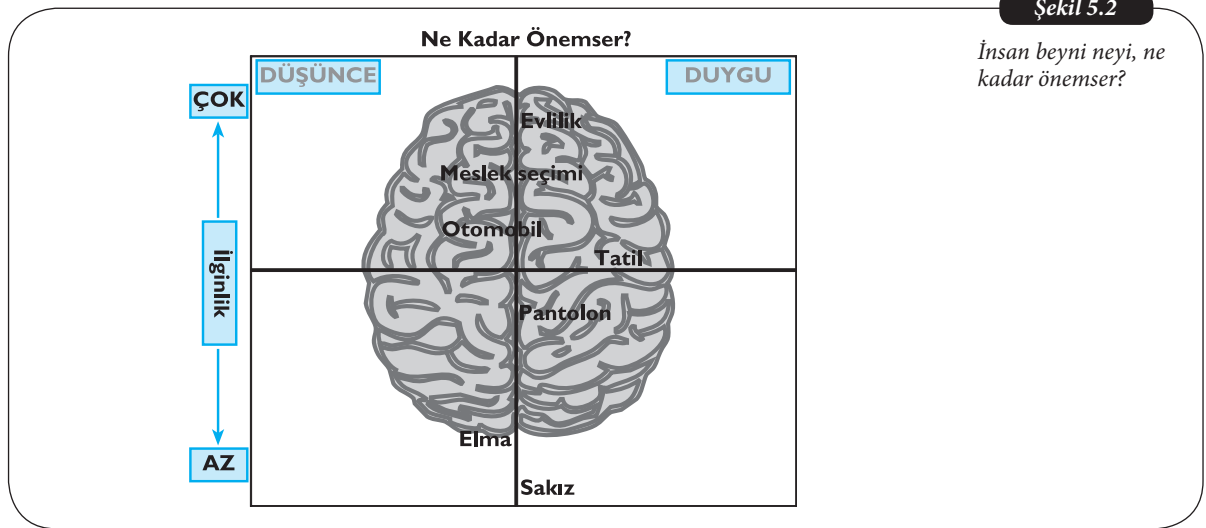 Şekil 5.2
İnsan beyni neyi, ne
kadar önemser?
Ne Kadar Önemser?
DÜŞÜNCE
DUYGU
ÇOK
Evlilik
Meslek seçimi
Otomobil
Tatil
İlginlik
Pantolon
Elma
AZ
Sakız